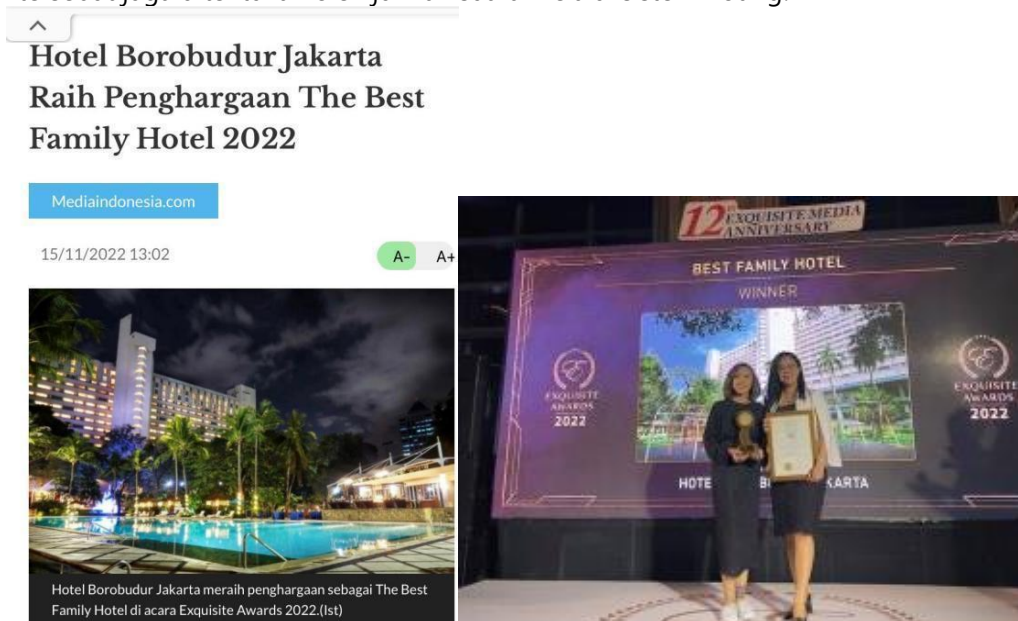 Hotel Borobudur Jakarta
Raih Penghargaan The Best
Family Hotel 2022
Mediaindonesia.com
15/11/2022 13:02
A- A+
Hotel Borobudur Jakarta meraih penghargaan sebagai The Best
Family Hotel di acara Exquisite Awards 2022.(Ist)
12 EXQUISITE MEDIA
ANNIVERSARY
BEST FAMILY HOTEL
WINNER
EXQUISITE
AWARDS
2022
EXQUISITE
AWARDS
2022